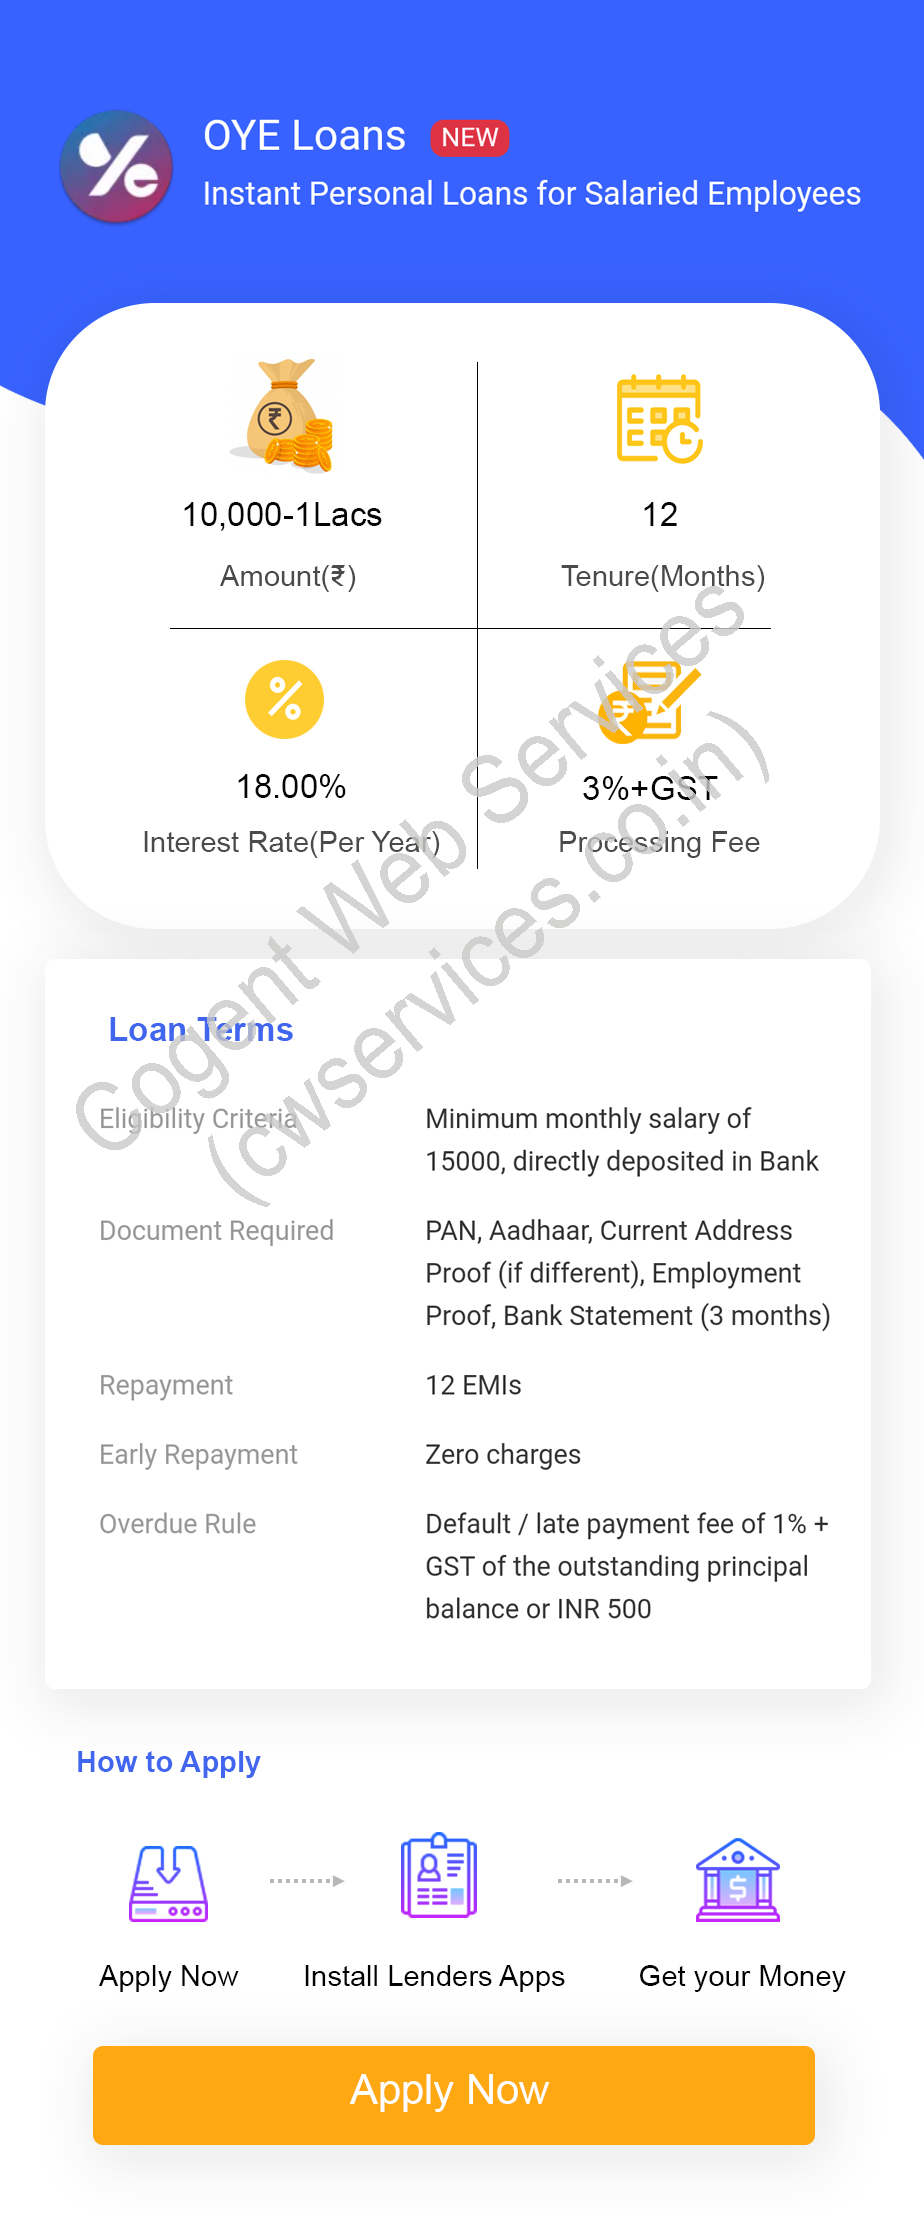 OYE Loans NEW
Instant Personal Loans for Salaried Employees
10,000-1Lacs
Amount(₹)
12
Tenure(Months)
18.00%
Interest Rate(Per Year)
3%+GST
Processing Fee
Cogent Web Services
(cwservices.co.in)
Loan Terms
Eligibility Criteria
Minimum monthly salary of
15000, directly deposited in Bank
Document Required
PAN, Aadhaar, Current Address
Proof (if different), Employment
Proof, Bank Statement (3 months)
Repayment
12 EMIs
Early Repayment
Zero charges
Overdue Rule
Default / late payment fee of 1% +
GST of the outstanding principal
balance or INR 500
How to Apply
Apply Now
Install Lenders Apps
Get your Money
Apply Now